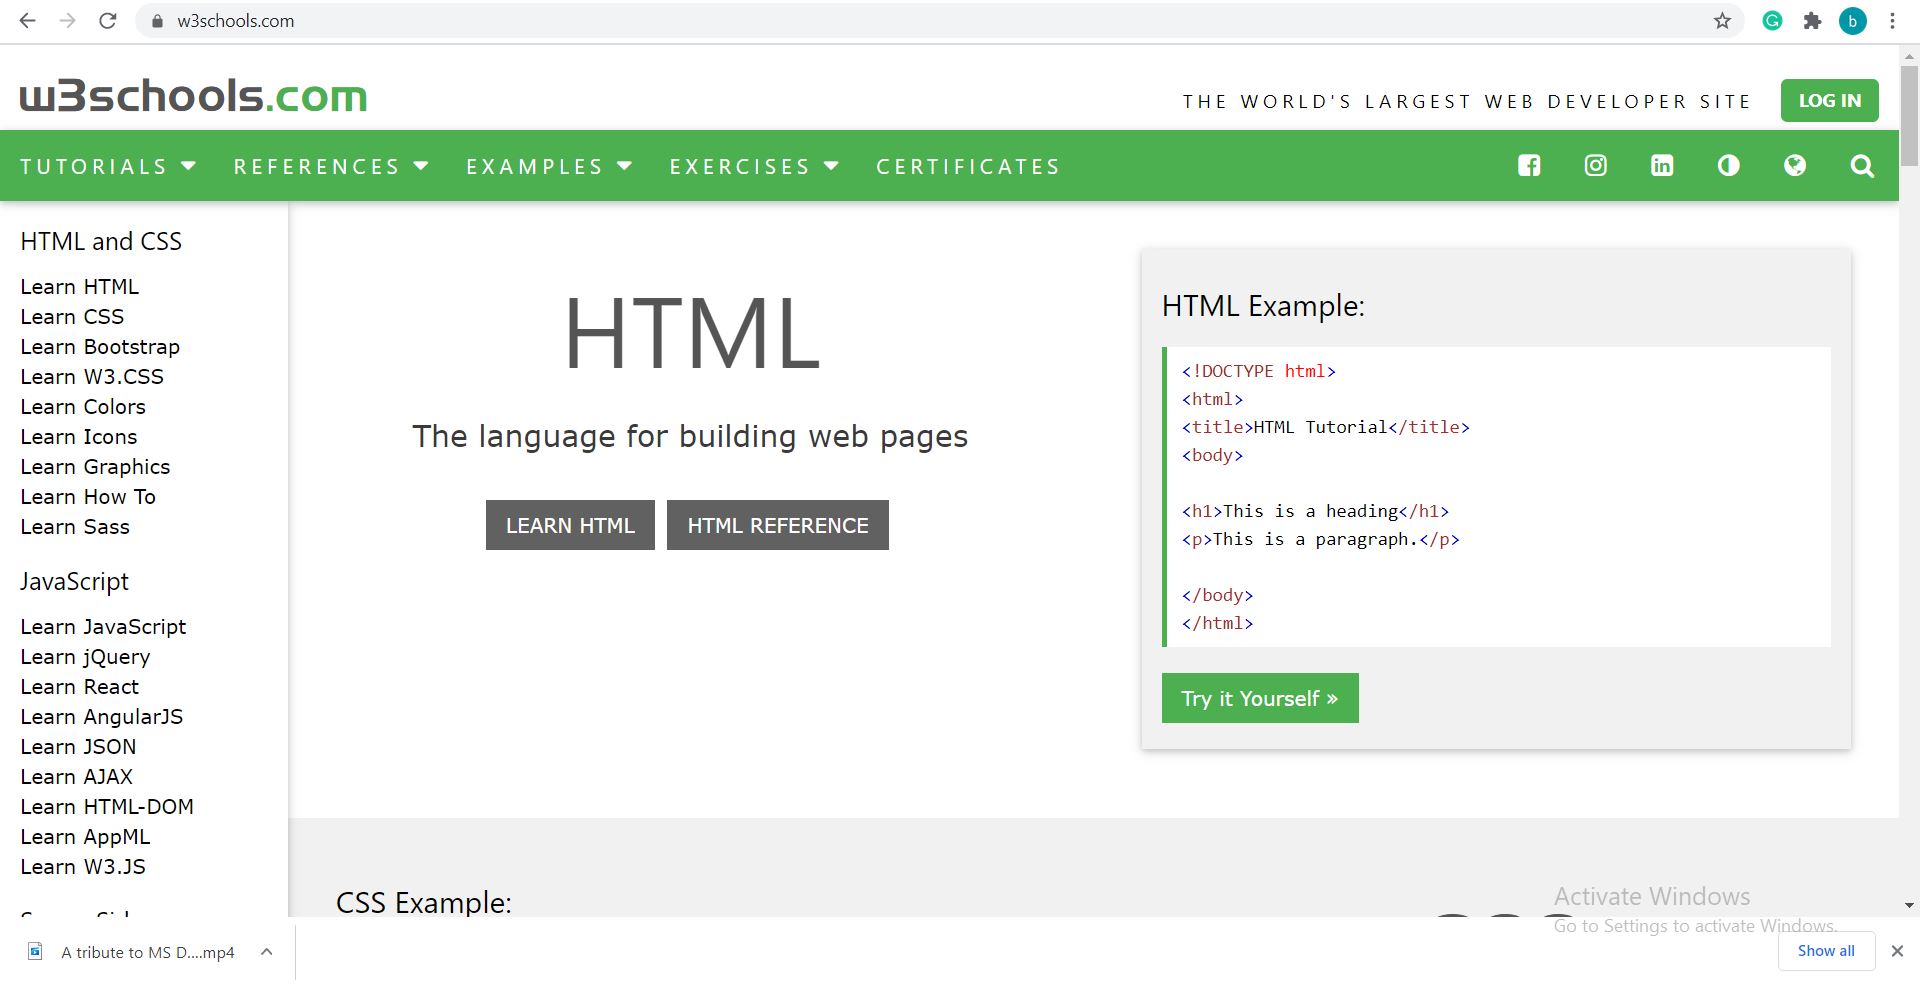 w3schools.com
w3schools.com
THE WORLD'S LARGEST WEB DEVELOPER SITE
LOG IN
TUTORIALS REFERENCES EXAMPLES EXERCISES CERTIFICATES
HTML and CSS
Learn HTML
Learn CSS
Learn Bootstrap
Learn W3.CSS
Learn Colors
Learn Icons
Learn Graphics
Learn How To
Learn Sass
JavaScript
Learn JavaScript
Learn jQuery
Learn React
Learn AngularJS
Learn JSON
Learn AJAX
Learn HTML-DOM
Learn AppML
Learn W3.JS
HTML
The language for building web pages
LEARN HTML HTML REFERENCE
HTML Example:
<!DOCTYPE html>
<html>
<title>HTML Tutorial</title>
<body>
<h1>This is a heading</h1>
<p>This is a paragraph.</p>
</body>
</html>
Try it Yourself »
CSS Example:
Activate Windows
Go to Settings to activate Windows.
A tribute to MS D....mp4
Show all
b